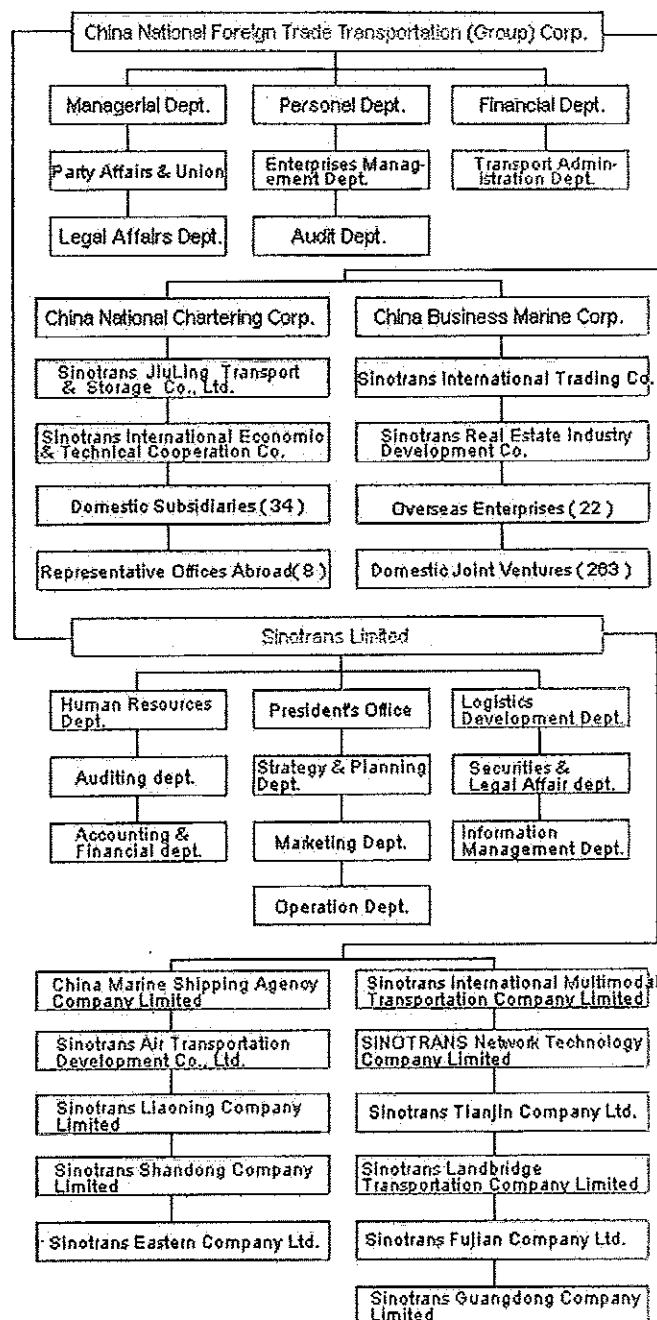 China National Foreign Trade Transportation (Group) Corp.
Managerial Dept.
Personel Dept.
Financial Dept.
Party Affairs & Union
Enterprises Manag-
ement Dept.
Transport Admin-
istration Dept.
Legal Affairs Dept.
Audit Dept.
China National Chartering Corp.
China Business Marine Corp.
Sinotrans JiuLing Transport
& Storage Co., Ltd.
Sinotrans International Trading Co.
Sinotrans International Economic
& Technical Cooperation Co.
Sinotrans Real Estate Industry
Development Co.
Domestic Subsidiaries (34)
Overseas Enterprises (22)
Representative Offices Abroad (8)
Domestic Joint Ventures (263)
Sinotrans Limited
Human Resources
Dept.
President's Office
Logistics
Development Dept.
Auditing dept.
Strategy & Planning
Dept.
Securities &
Legal Affair dept.
Accounting &
Financial dept.
Marketing Dept.
Information
Management Dept.
Operation Dept.
China Marine Shipping Agency
Company Limited
Sinotrans International Multimodal
Transportation Company Limited
Sinotrans Air Transportation
Development Co., Ltd.
SINOTRANS Network Technology
Company Limited
Sinotrans Liaoning Company
Limited
Sinotrans Tianjin Company Ltd.
Sinotrans Shandong Company
Limited
Sinotrans Landbridge
Transportation Company Limited
Sinotrans Eastern Company Ltd.
Sinotrans Fujian Company Ltd.
Sinotrans Guangdong Company
Limited